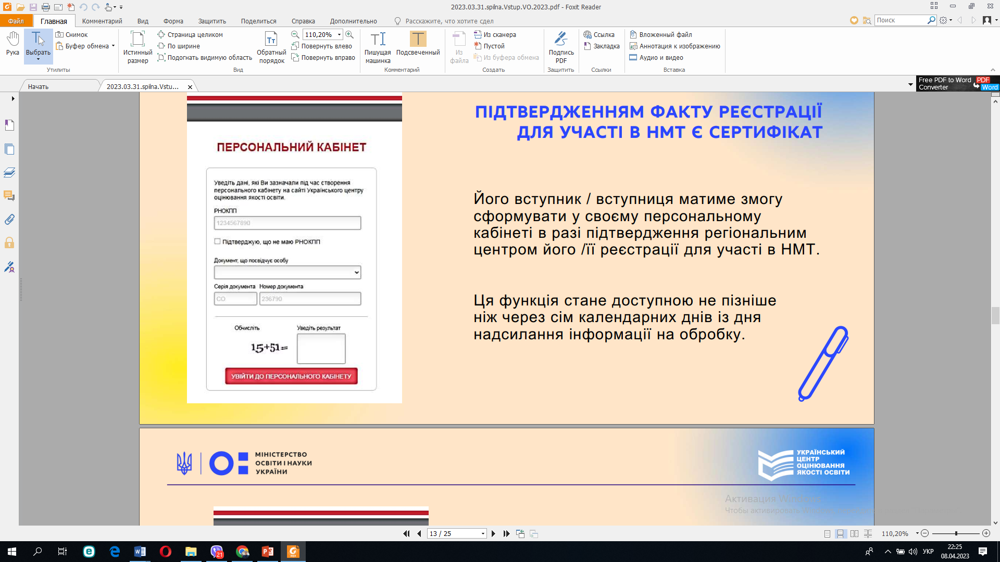 2023.03.31.spilna.Vstup.VO.2023.pdf - Foxit Reader
Файл
Главная
Комментарий
Вид
Форма
Защитить
Поделиться
Справка
Дополнительно
Расскажите, что хотите сдел
Поиск
Рука
Выбрать
Снимок
Буфер обмена
Утилиты
Истинный
размер
Страница целиком
По ширине
Подогнать видимую область
Обратный
порядок
110,20%
Повернуть влево
Повернуть вправо
Вид
Пишущая
машинка
Подсвеченный
Комментарий
Из
файла
Из сканера
Пустой
Из буфера обмена
Создать
Подпись
PDF
Защитить
Ссылка
Закладка
Ссылки
Вложенный файл
Аннотация к изображению
Аудио и видео
Вставка
Начать
2023.03.31.spilna.Vstu...
Free PDF to Word
Converter
PDF
Word
ПЕРСОНАЛЬНИЙ КАБІНЕТ
Уведіть дані, які Ви зазначали під час створення
персонального кабінету на сайті Українського центру
оцінювання якості освіти.
РНОКПП
1234567890
Підтверджую, що не маю РНОКПП
Документ, що посвідчує особу
Серія документа Номер документа
СО
236790
Обчисліть
Уведіть результат
15+51=
УВІЙТИ ДО ПЕРСОНАЛЬНОГО КАБІНЕТУ
ПІДТВЕРДЖЕННЯМ ФАКТУ РЕЄСТРАЦІЇ
ДЛЯ УЧАСТІ В НМТ Є СЕРТИФІКАТ
Його вступник / вступниця матиме змогу
сформувати у своєму персональному
кабінеті в разі підтвердження регіональним
центром його /її реєстрації для участі в НМТ.
Ця функція стане доступною не пізніше
ніж через сім календарних днів із дня
надсилання інформації на обробку.
МІНІСТЕРСТВО
ОСВІТИ І НАУКИ
УКРАЇНИ
УКРАЇНСЬКИЙ
ЦЕНТР
ОЦІНЮВАННЯ
ЯКОСТІ ОСВІТИ
Активация Windows
Чтобы активировать Windows
13 / 25
110,20%
21
УКР
22:25
08.04.2023